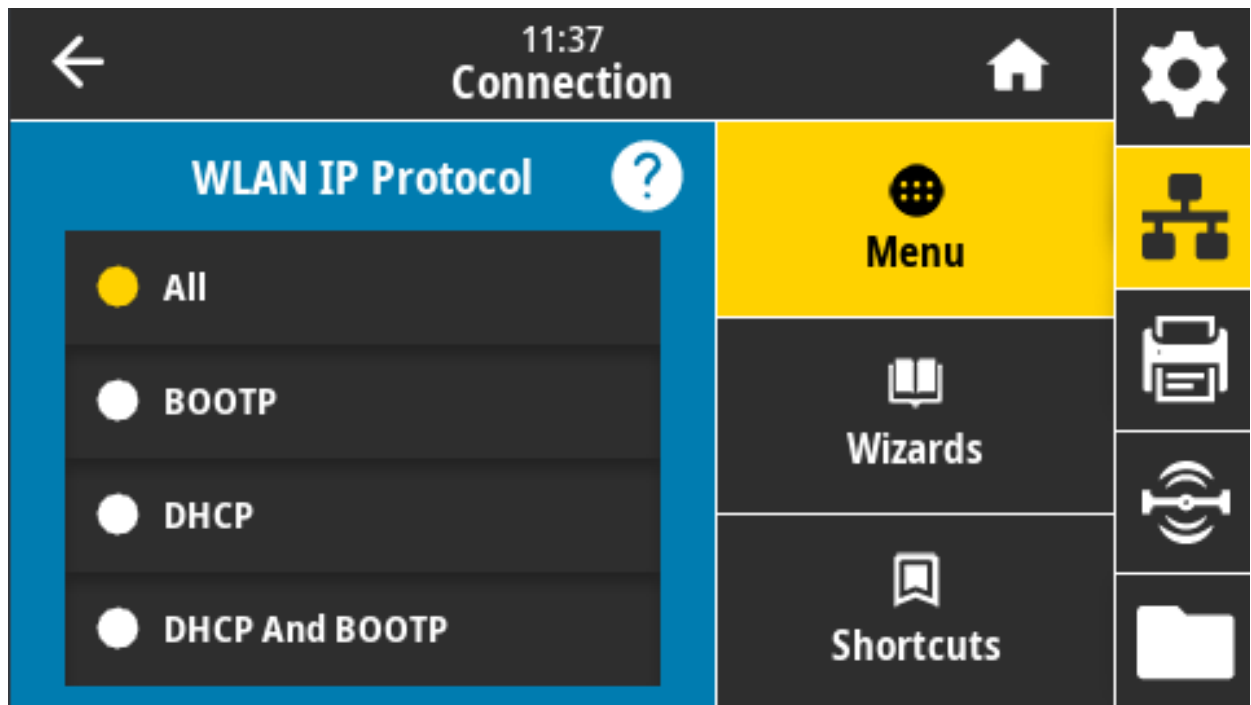 11:37
Connection
WLAN IP Protocol
?
All
BOOTP
DHCP
DHCP And BOOTP
Menu
Wizards
Shortcuts